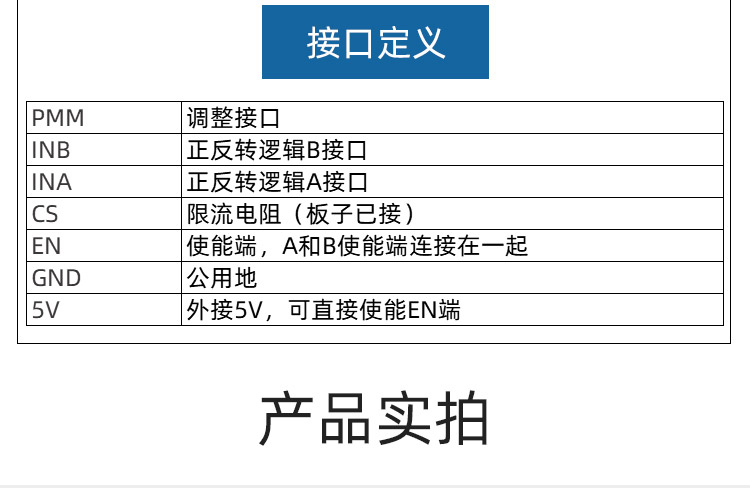 接口定义
PMM 调整接口
INB 正反转逻辑B接口
INA 正反转逻辑A接口
CS 限流电阻（板子已接）
EN 使能端，A和B使能端连接在一起
GND 公用地
5V 外接5V，可直接使能EN端
产品实拍